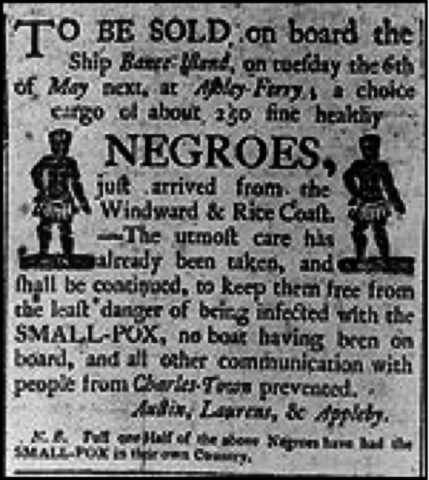 TO BE SOLD, on board the
Ship Bance-Island, on tuesday the 6th
of May next, at Ashley-Ferry; a choice
cargo of about 250 fine healthy
NEGROES,
just arrived from the
Windward & Rice Coast.
—The utmost care has
already been taken, and
shall be continued, to keep them free from
the least danger of being infected with the
SMALL-POX, no boat having been on
board, and all other communication with
people from Charles-Town prevented.
Austin, Laurens, & Appleby.
N. B. Full one Half of the above Negroes have had the
SMALL-POX in their own Country.